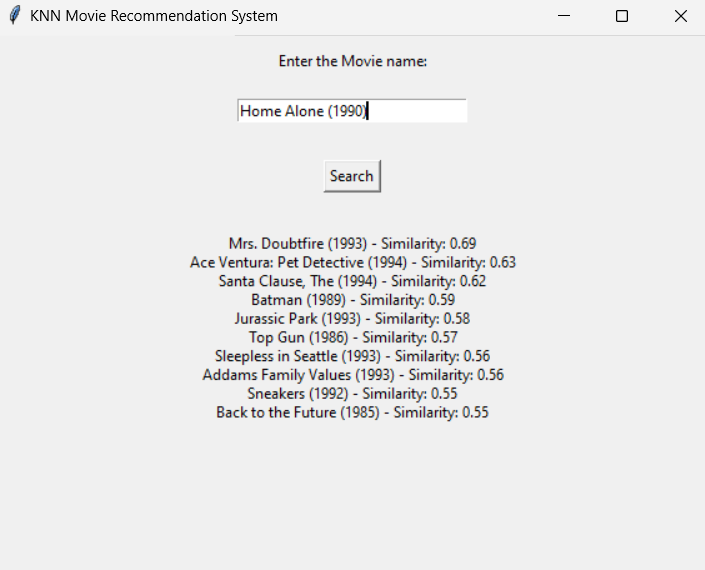 KNN Movie Recommendation System
Enter the Movie name:
Home Alone (1990)
Search
Mrs. Doubtfire (1993) - Similarity: 0.69
Ace Ventura: Pet Detective (1994) - Similarity: 0.63
Santa Clause, The (1994) - Similarity: 0.62
Batman (1989) - Similarity: 0.59
Jurassic Park (1993) - Similarity: 0.58
Top Gun (1986) - Similarity: 0.57
Sleepless in Seattle (1993) - Similarity: 0.56
Addams Family Values (1993) - Similarity: 0.56
Sneakers (1992) - Similarity: 0.55
Back to the Future (1985) - Similarity: 0.55